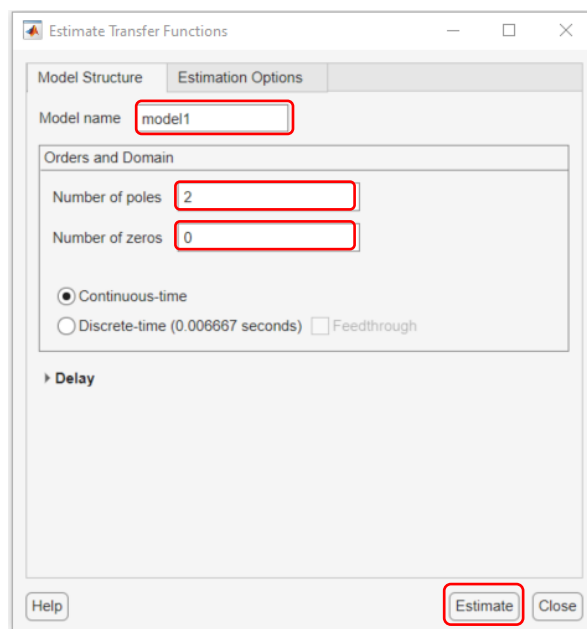 Estimate Transfer Functions
Model Structure Estimation Options
Model name model1
Orders and Domain
Number of poles 2
Number of zeros 0
Continuous-time
Discrete-time (0.006667 seconds) Feedthrough
Delay
Help Estimate Close